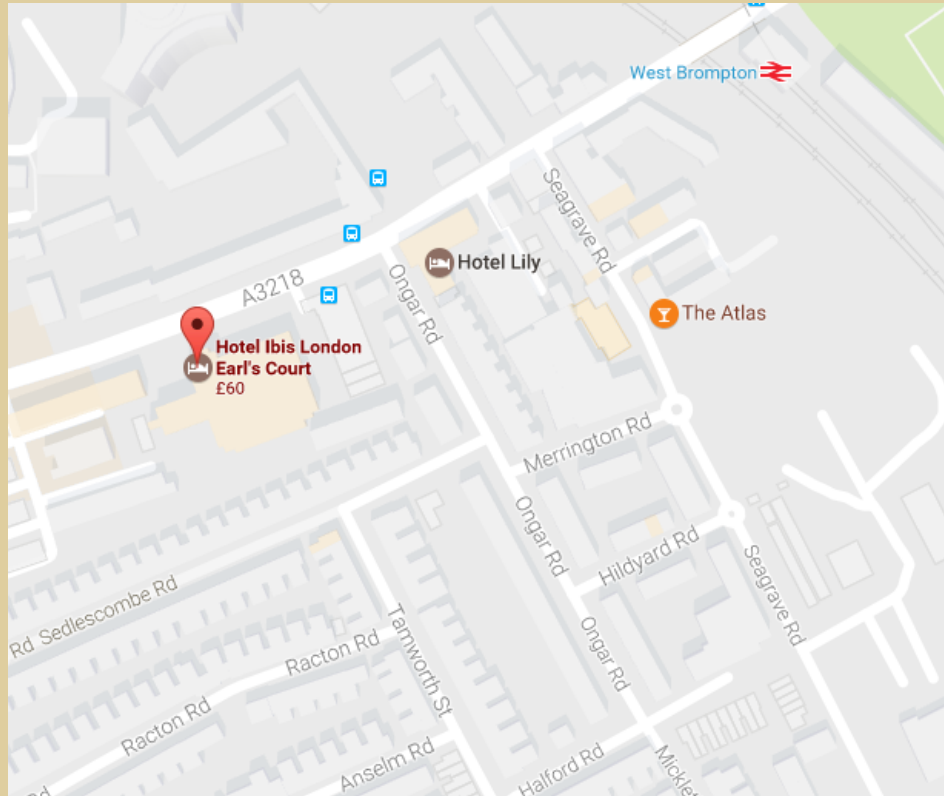 West Brompton
Seagrave Rd
Hotel Lily
A3218
Ongar Rd
The Atlas
Hotel Ibis London
Earl's Court
£60
Merrington Rd
Ongar Rd
Hildyard Rd
Seagrave Rd
Rd
Sedlescombe Rd
Tamworth St
Ongar Rd
Racton Rd
Racton Rd
Anselm Rd
Halford Rd
Mickle
Rd